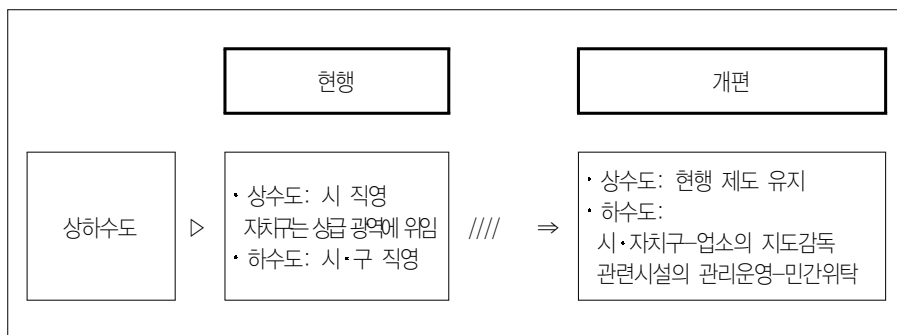 현행
개편
상하수도
▷
• 상수도: 시 직영
자치구는 상급 광역에 위임
• 하수도: 시•구 직영
////
⇒
• 상수도: 현행 제도 유지
• 하수도:
시•자치구–업소의 지도감독
관련시설의 관리운영–민간위탁